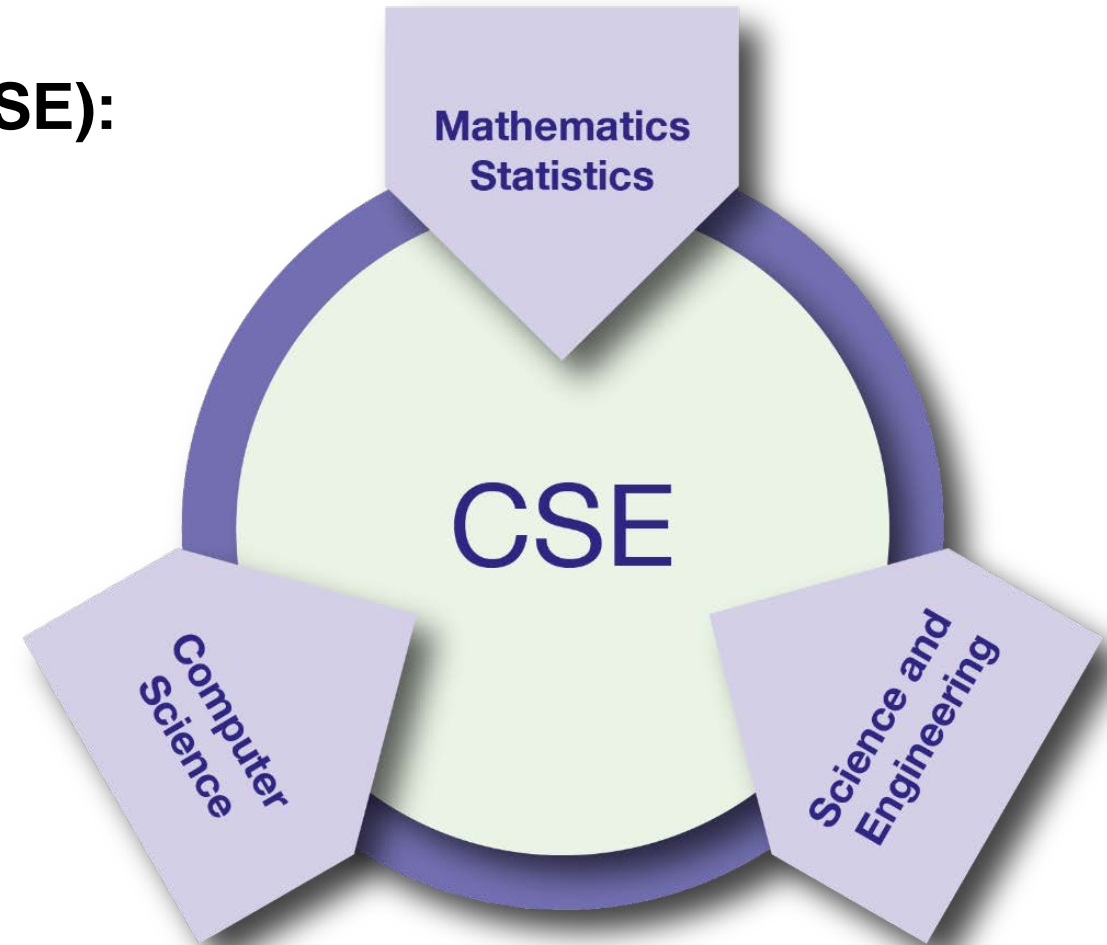 SE):
Mathematics
Statistics
CSE
Computer
Science
Science and
Engineering